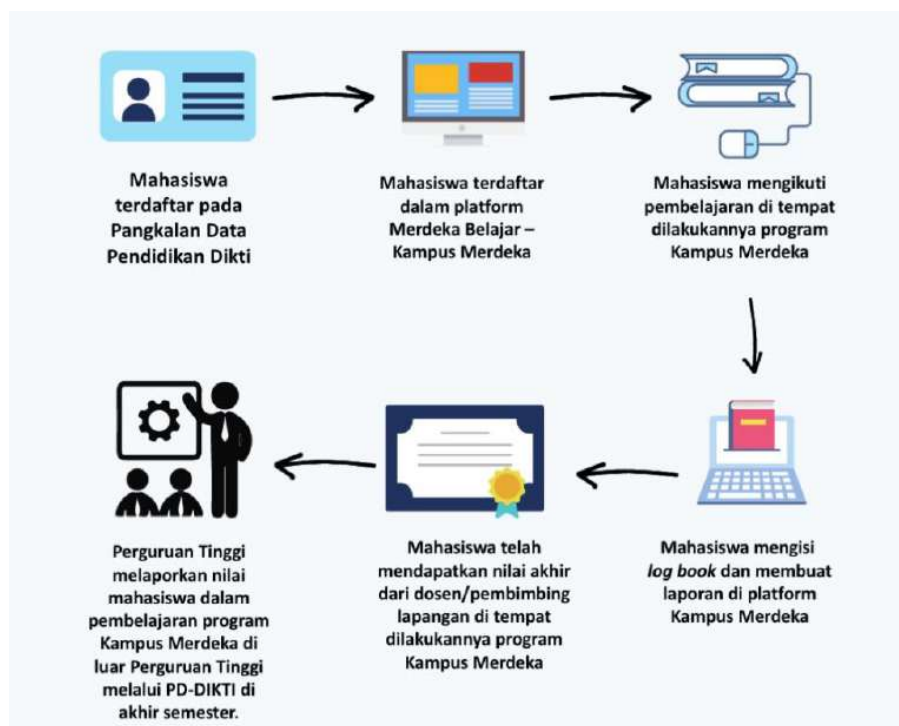 Mahasiswa
terdaftar pada
Pangkalan Data
Pendidikan Dikti
Mahasiswa terdaftar
dalam platform
Merdeka Belajar –
Kampus Merdeka
Mahasiswa mengikuti
pembelajaran di tempat
dilakukannya program
Kampus Merdeka
Mahasiswa mengisi
log book dan membuat
laporan di platform
Kampus Merdeka
Mahasiswa telah
mendapatkan nilai akhir
dari dosen/pembimbing
lapangan di tempat
dilakukannya program
Kampus Merdeka
Perguruan Tinggi
melaporkan nilai
mahasiswa dalam
pembelajaran program
Kampus Merdeka di
luar Perguruan Tinggi
melalui PD-DIKTI di
akhir semester.